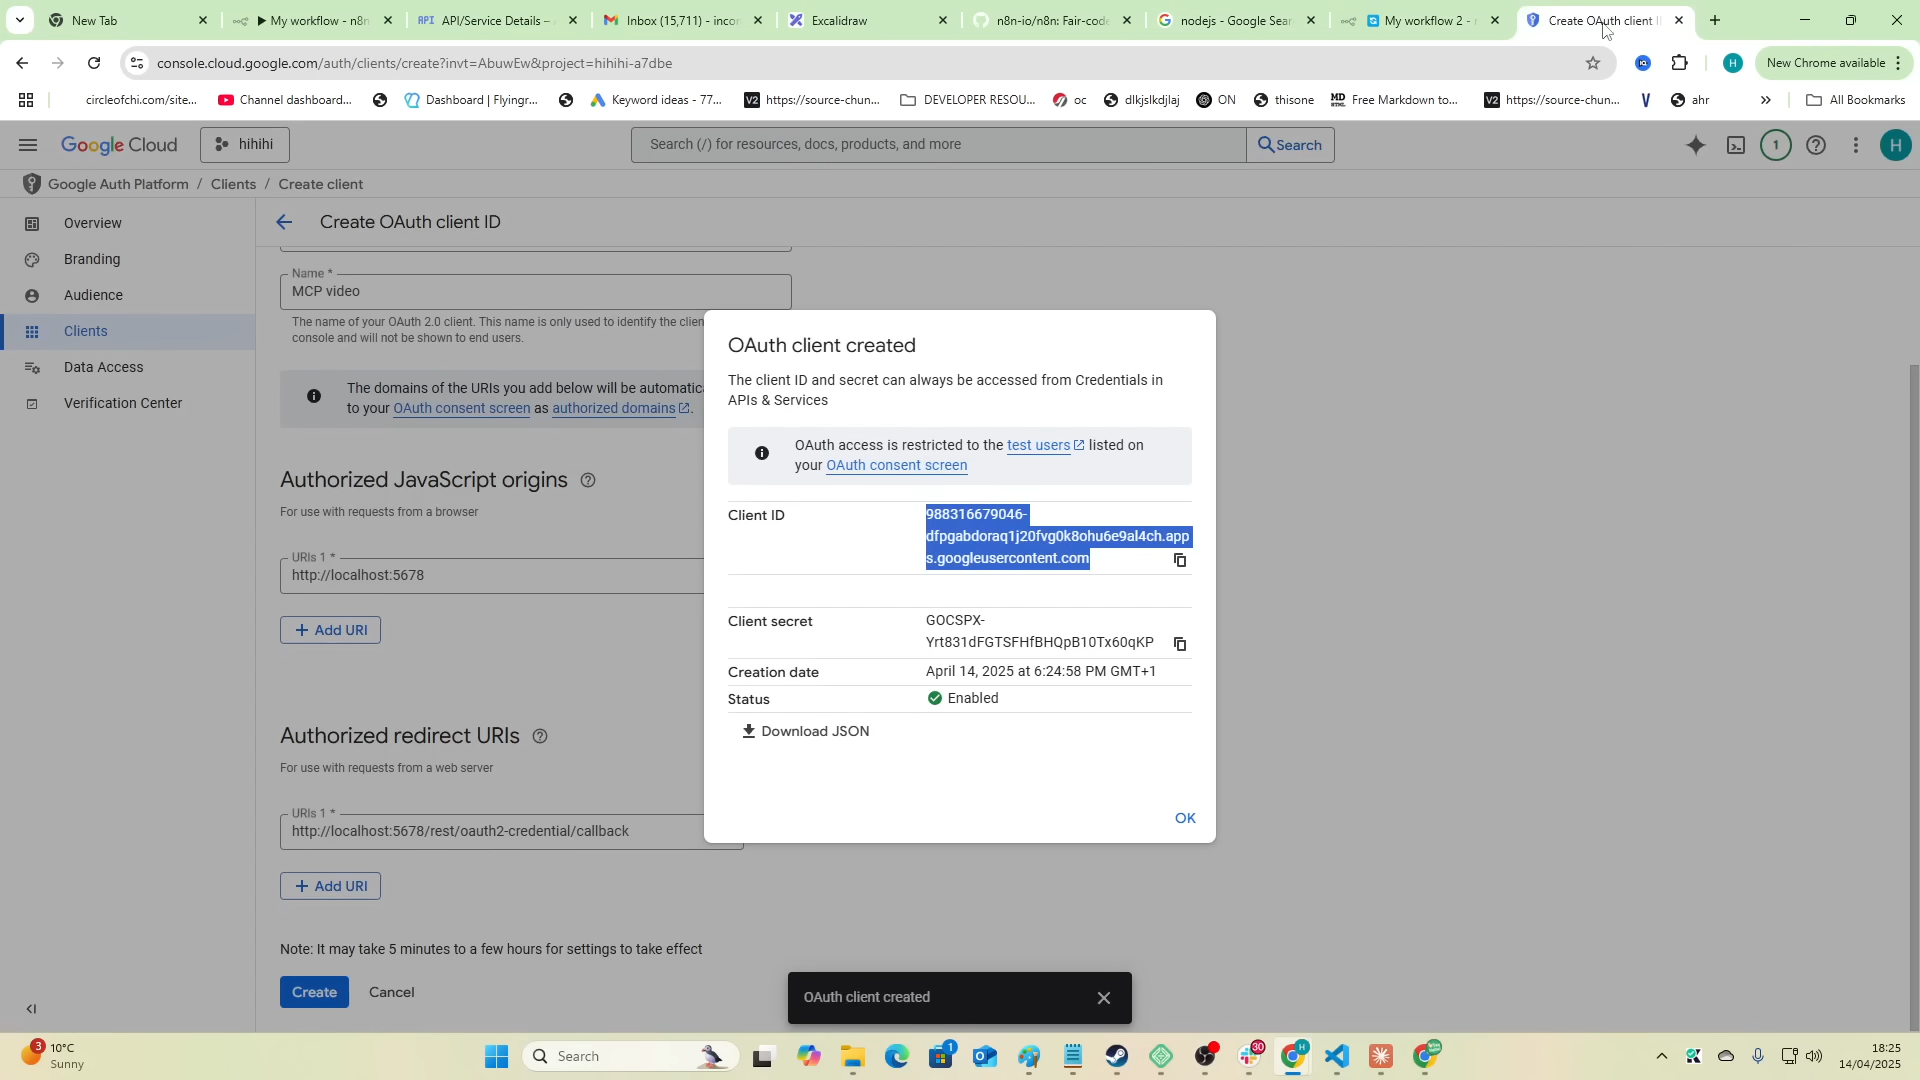 New Tab
My workflow - n8n
API API/Service Details –
Inbox (15,711) - incor
Excalidraw
n8n-io/n8n: Fair-code
nodejs - Google Sear
My workflow 2 -
Create OAuth client I
console.cloud.google.com/auth/clients/create?invt=AbuwEw&project=hihihi-a7dbe
H
New Chrome available
circleofchi.com/site...
Channel dashboard...
Dashboard | Flyingr...
Keyword ideas - 77...
V2 https://source-chun...
DEVELOPER RESOU...
oc
dlkjslkdjlaj
ON
thisone
MD Free Markdown to...
V2 https://source-chun...
V
ahr
»
All Bookmarks
Google Cloud
hihihi
Search (/) for resources, docs, products, and more
Search
1
H
Google Auth Platform / Clients / Create client
Overview
Branding
Audience
Clients
Data Access
Verification Center
Create OAuth client ID
Name *
MCP video
The name of your OAuth 2.0 client. This name is only used to identify the clien
console and will not be shown to end users.
The domains of the URIs you add below will be automatica
to your OAuth consent screen as authorized domains.
Authorized JavaScript origins
For use with requests from a browser
URIs 1 *
http://localhost:5678
+ Add URI
Authorized redirect URIs
For use with requests from a web server
URIs 1 *
http://localhost:5678/rest/oauth2-credential/callback
+ Add URI
Note: It may take 5 minutes to a few hours for settings to take effect
Create
Cancel
OAuth client created
The client ID and secret can always be accessed from Credentials in
APIs & Services
OAuth access is restricted to the test users listed on
your OAuth consent screen
Client ID
988316679046-
dfpgabdoraq1j20fvg0k8ohu6e9al4ch.app
s.googleusercontent.com
Client secret
GOCSPX-
Yrt831dFGTSFHfBHQpB10Tx60qKP
Creation date
April 14, 2025 at 6:24:58 PM GMT+1
Status
Enabled
Download JSON
OK
OAuth client created
3
10°C
Sunny
Search
1
30
H
18:25
14/04/2025